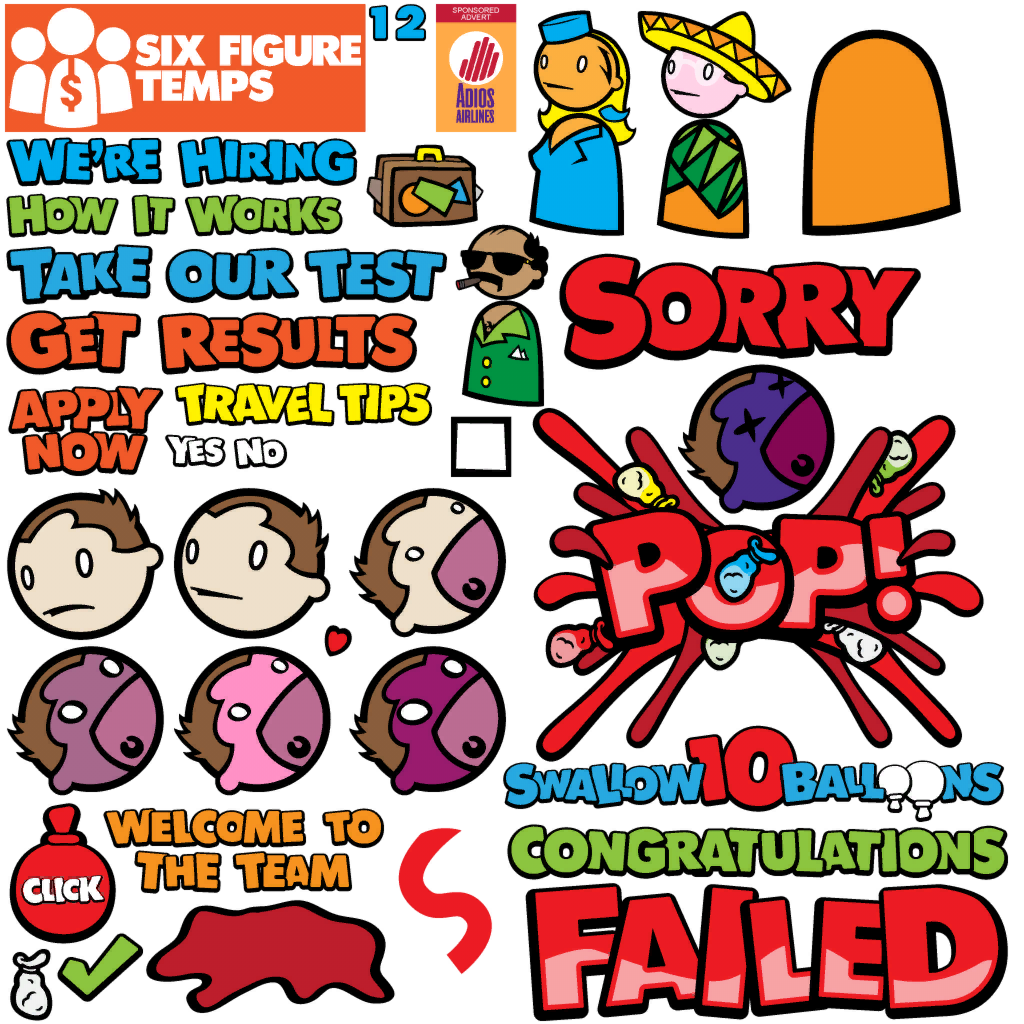 SIX FIGURE
TEMPS
12
SPONSORED
ADVERT
ADIOS
AIRLINES
WE'RE HIRING
HOW IT WORKS
TAKE OUR TEST
GET RESULTS
APPLY
NOW
TRAVEL TIPS
YES NO
SORRY
POP!
SWALLOW 10 BALLOONS
WELCOME TO
THE TEAM
CLICK
S
CONGRATULATIONS
FAILED